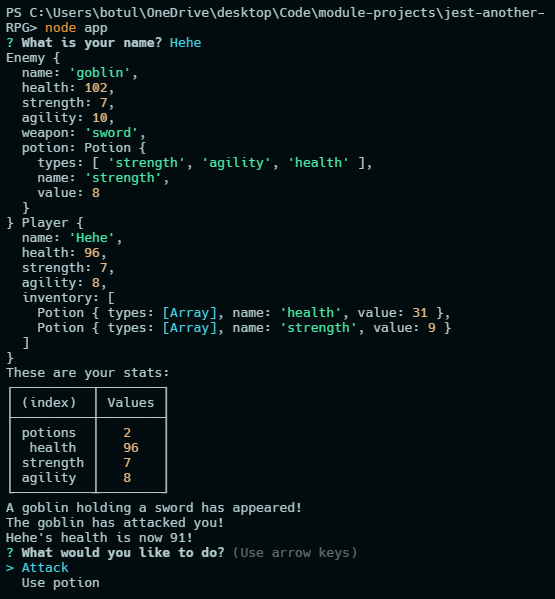 PS C:\Users\botul\OneDrive\desktop\Code\module-projects\jest-another-
RPG> node app
? What is your name? Hehe
Enemy {
  name: 'goblin',
  health: 102,
  strength: 7,
  agility: 10,
  weapon: 'sword',
  potion: Potion {
    types: [ 'strength', 'agility', 'health' ],
    name: 'strength',
    value: 8
  }
} Player {
  name: 'Hehe',
  health: 96,
  strength: 7,
  agility: 8,
  inventory: [
    Potion { types: [Array], name: 'health', value: 31 },
    Potion { types: [Array], name: 'strength', value: 9 }
  ]
}
These are your stats:
(index) Values
potions 2
health 96
strength 7
agility 8
A goblin holding a sword has appeared!
The goblin has attacked you!
Hehe's health is now 91!
? What would you like to do? (Use arrow keys)
> Attack
  Use potion